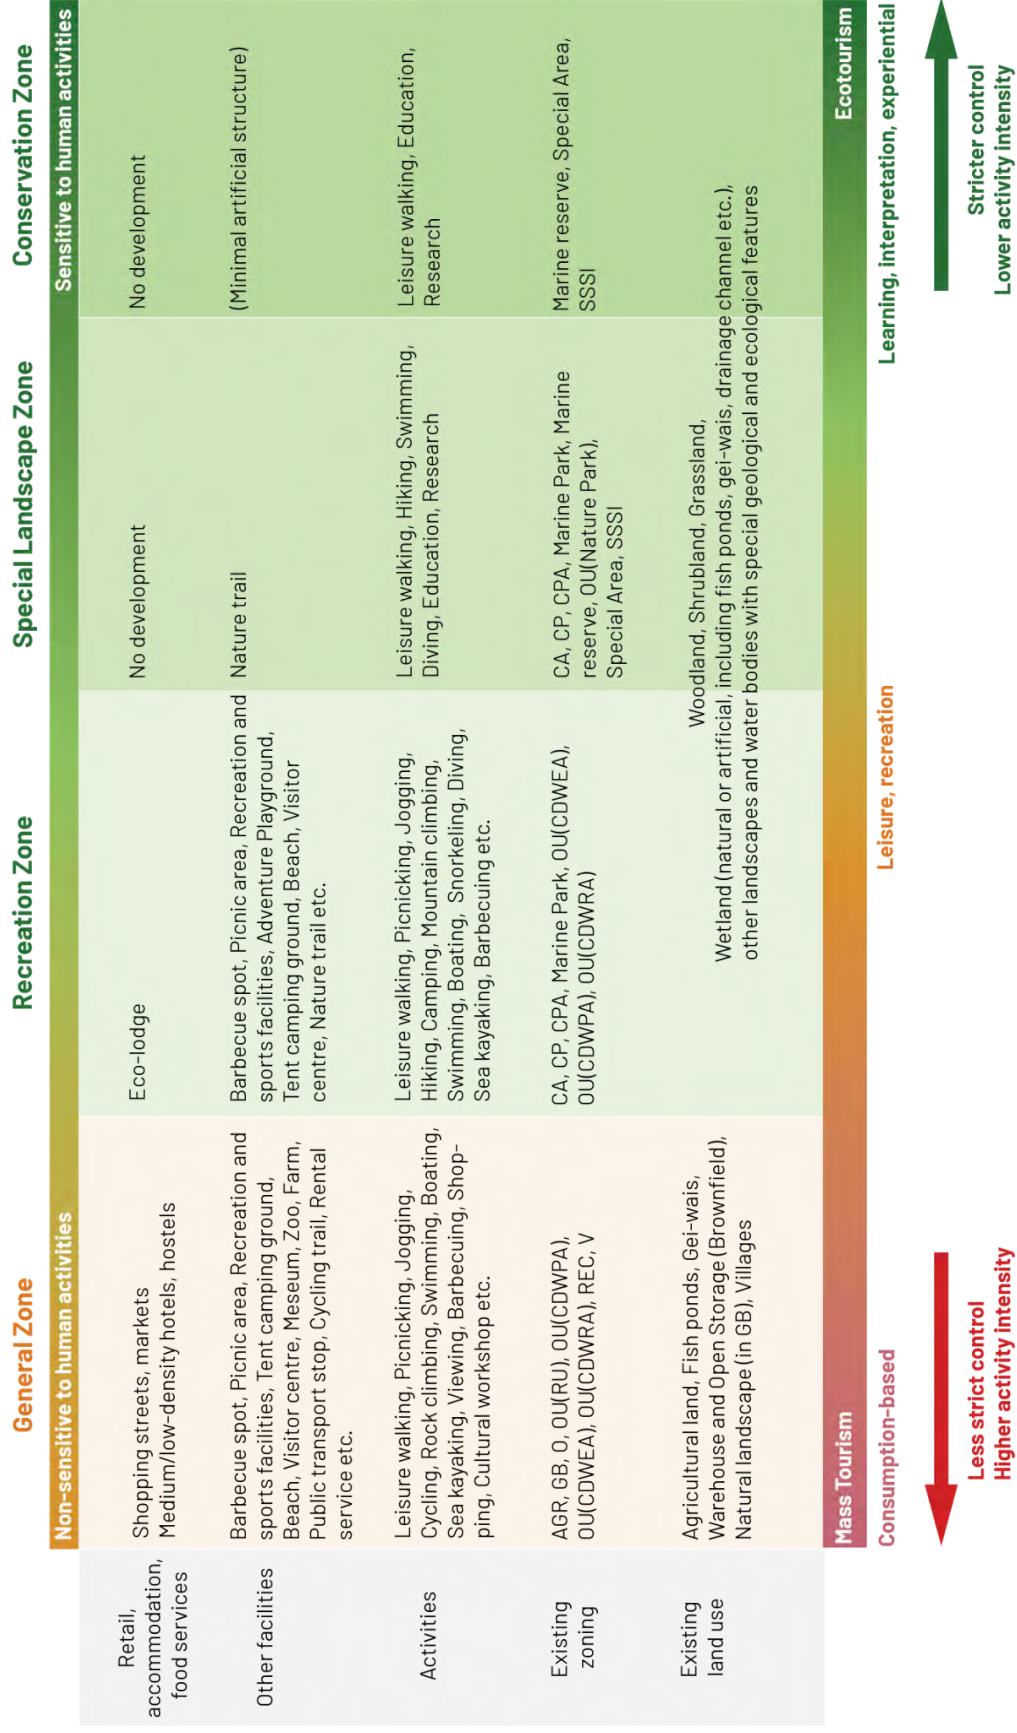 General Zone
Recreation Zone
Special Landscape Zone
Conservation Zone
Non-sensitive to human activities
Sensitive to human activities
Retail,
accommodation,
food services
Shopping streets, markets
Medium/low-density hotels, hostels
Eco-lodge
No development
No development
Other facilities
Barbecue spot, Picnic area, Recreation and
sports facilities, Tent camping ground,
Beach, Visitor centre, Meseum, Zoo, Farm,
Public transport stop, Cycling trail, Rental
service etc.
Barbecue spot, Picnic area, Recreation and
sports facilities, Adventure Playground,
Tent camping ground, Beach, Visitor
centre, Nature trail etc.
Nature trail
(Minimal artificial structure)
Activities
Leisure walking, Picnicking, Jogging,
Cycling, Rock climbing, Swimming, Boating,
Sea kayaking, Viewing, Barbecuing, Shop-
ping, Cultural workshop etc.
Leisure walking, Picnicking, Jogging,
Hiking, Camping, Mountain climbing,
Swimming, Boating, Snorkeling, Diving,
Sea kayaking, Barbecuing etc.
Leisure walking, Hiking, Swimming,
Diving, Education, Research
Leisure walking, Education,
Research
Existing
zoning
AGR, GB, O, OU(RU), OU(CDWPA),
OU(CDWEA), OU(CDWRA), REC, V
CA, CP, CPA, Marine Park, OU(CDWEA),
OU(CDWPA), OU(CDWRA)
CA, CP, CPA, Marine Park, Marine
reserve, OU(Nature Park),
Special Area, SSSI
Marine reserve, Special Area,
SSSI
Existing
land use
Agricultural land, Fish ponds, Gei-wais,
Warehouse and Open Storage (Brownfield),
Natural landscape (in GB), Villages
Woodland, Shrubland, Grassland,
Wetland (natural or artificial, including fish ponds, gei-wais, drainage channel etc.),
other landscapes and water bodies with special geological and ecological features
Mass Tourism
Ecotourism
Consumption-based
Leisure, recreation
Learning, interpretation, experiential
Less strict control
Higher activity intensity
Stricter control
Lower activity intensity